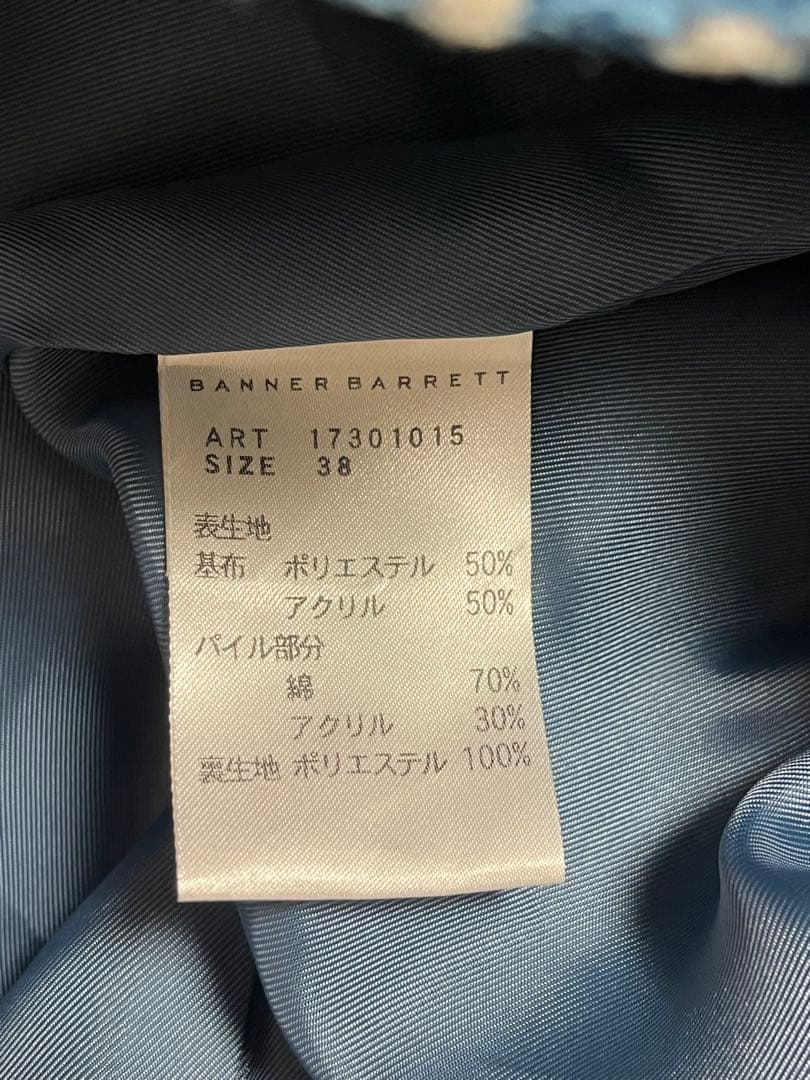 BANNER BARRETT
ART 17301015
SIZE 38
表生地
基布 ポリエステル 50%
アクリル 50%
パイル部分
綿 70%
アクリル 30%
裏生地 ポリエステル 100%